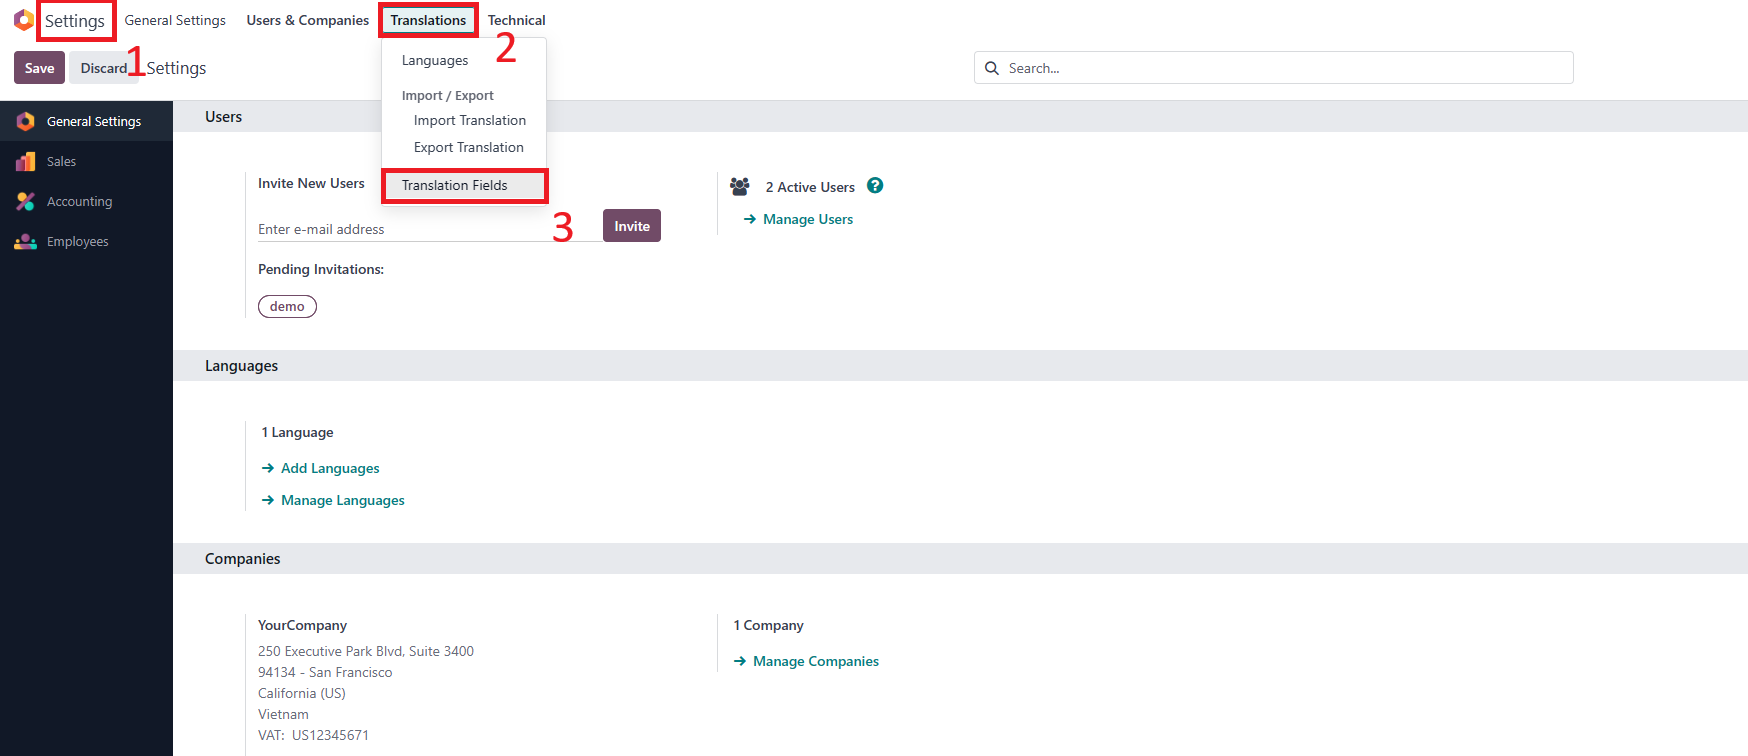 Settings General Settings Users & Companies Translations Technical
1 2
Save Discard Settings
Search...
Languages
Import / Export
Import Translation
Export Translation
Translation Fields
3
General Settings
Sales
Accounting
Employees
Users
Invite New Users
Enter e-mail address
Invite
Pending Invitations:
demo
2 Active Users ?
Manage Users
Languages
1 Language
Add Languages
Manage Languages
Companies
YourCompany
250 Executive Park Blvd, Suite 3400
94134 - San Francisco
California (US)
Vietnam
VAT: US12345671
1 Company
Manage Companies